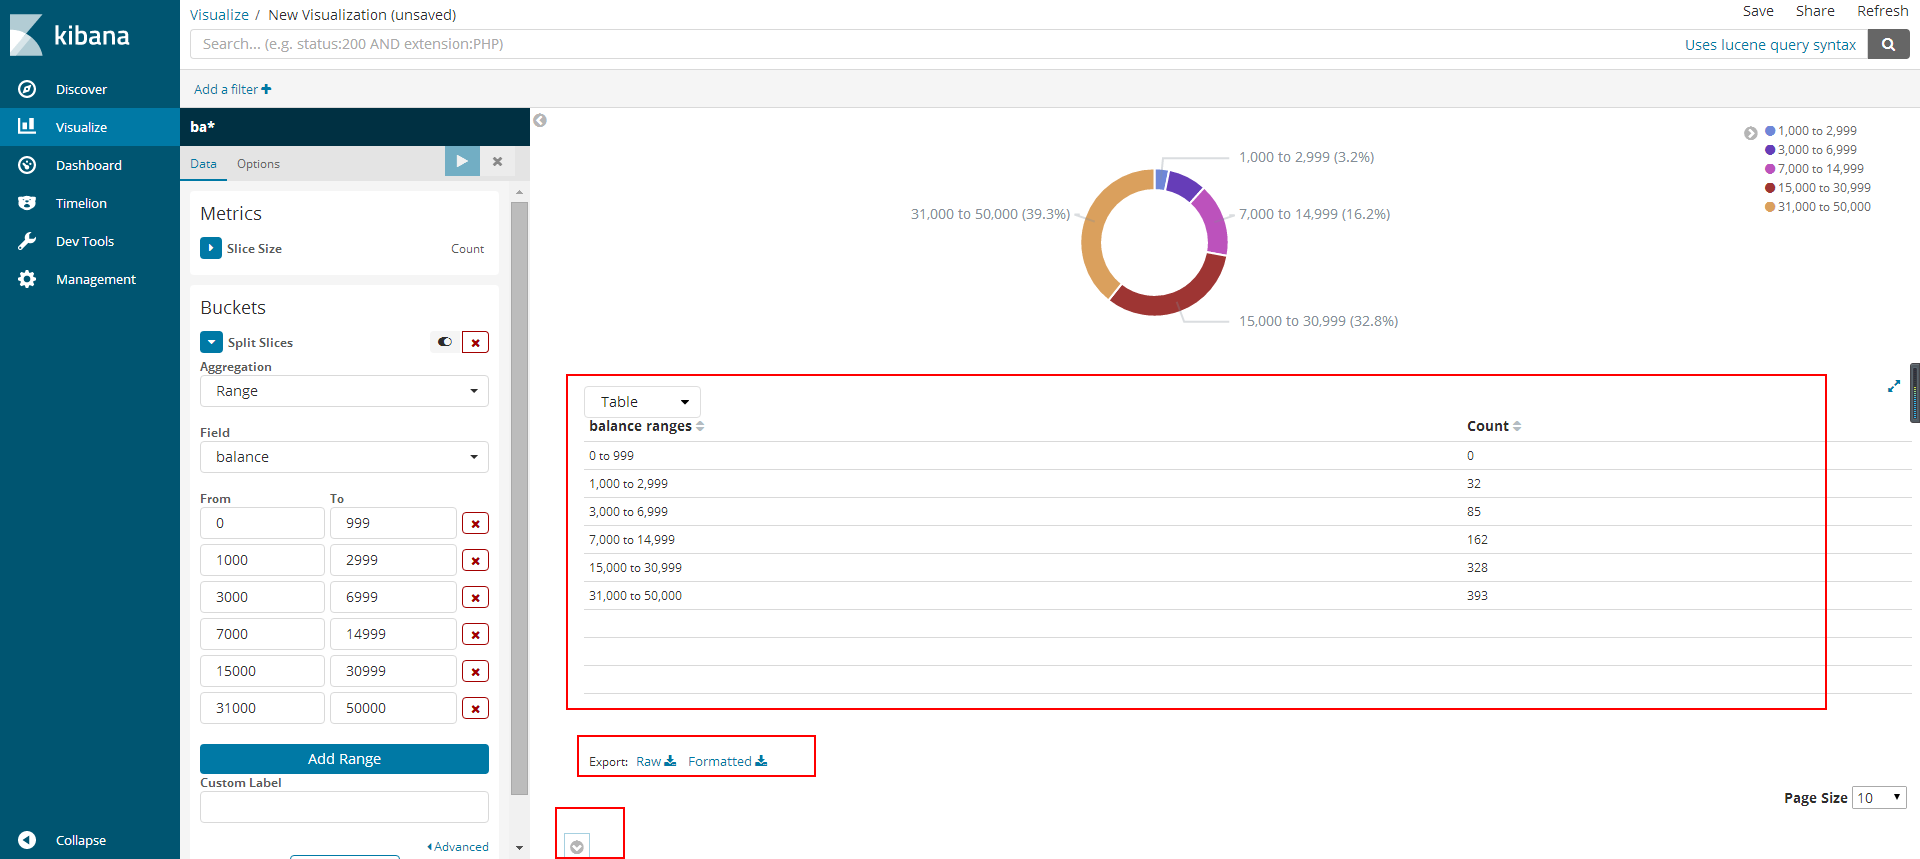 kibana
Discover
Visualize
Dashboard
Timelion
Dev Tools
Management
Collapse
Visualize / New Visualization (unsaved)
Save Share Refresh
Search... (e.g. status:200 AND extension:PHP)
Uses lucene query syntax
Add a filter
ba*
Data Options
Metrics
Slice Size Count
Buckets
Split Slices
Aggregation
Range
Field
balance
From To
0 999
1000 2999
3000 6999
7000 14999
15000 30999
31000 50000
Add Range
Custom Label
Advanced
1,000 to 2,999 (3.2%)
31,000 to 50,000 (39.3%)
7,000 to 14,999 (16.2%)
15,000 to 30,999 (32.8%)
1,000 to 2,999
3,000 to 6,999
7,000 to 14,999
15,000 to 30,999
31,000 to 50,000
Table
balance ranges Count
0 to 999 0
1,000 to 2,999 32
3,000 to 6,999 85
7,000 to 14,999 162
15,000 to 30,999 328
31,000 to 50,000 393
Export: Raw Formatted
Page Size 10